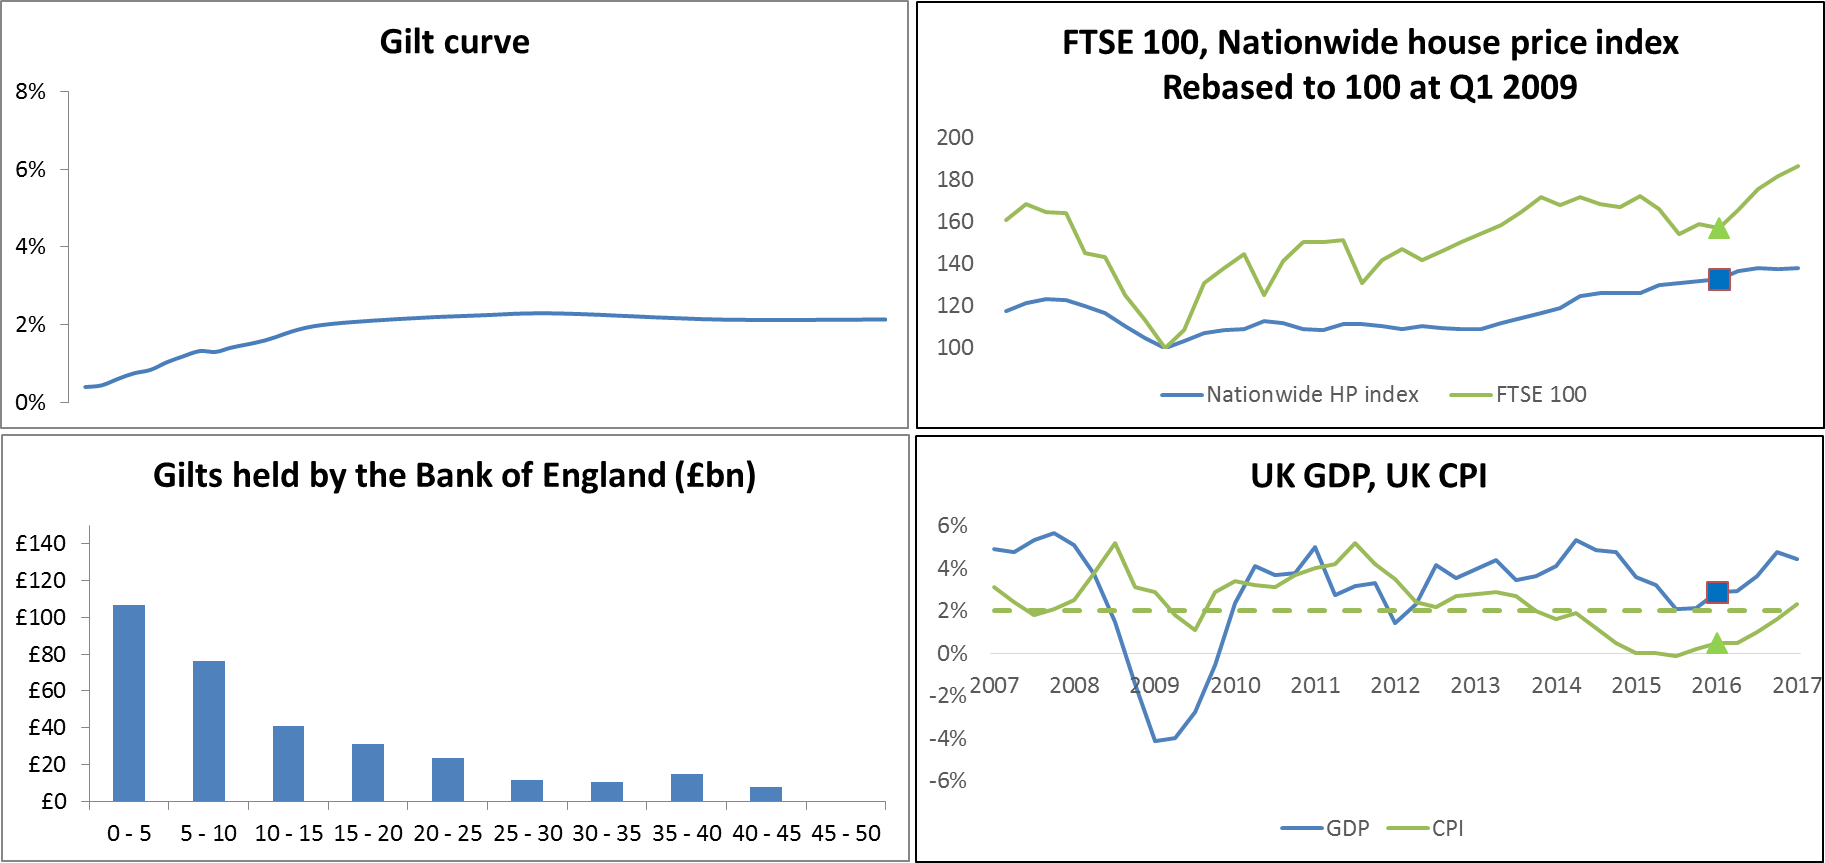 Gilt curve
8%
6%
4%
2%
0%
FTSE 100, Nationwide house price index
Rebased to 100 at Q1 2009
200
180
160
140
120
100
Nationwide HP index FTSE 100
Gilts held by the Bank of England (£bn)
£140
£120
£100
£80
£60
£40
£20
£0
0 - 5 5 - 10 10 - 15 15 - 20 20 - 25 25 - 30 30 - 35 35 - 40 40 - 45 45 - 50
UK GDP, UK CPI
6%
4%
2%
0%
2007 2008 2009 2010 2011 2012 2013 2014 2015 2016 2017
-2%
-4%
-6%
GDP CPI